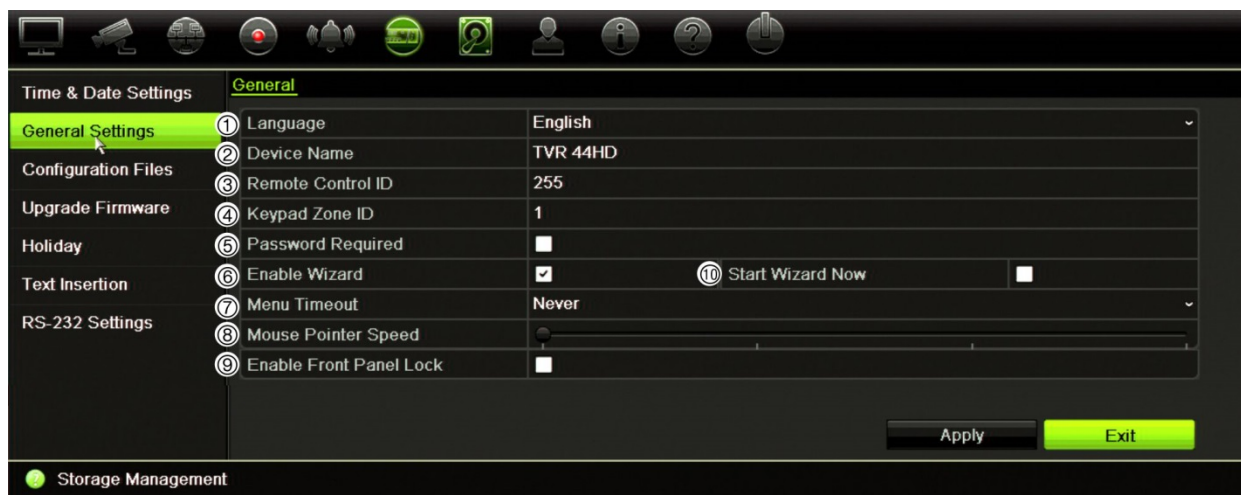 Time & Date Settings
General Settings
Configuration Files
Upgrade Firmware
Holiday
Text Insertion
RS-232 Settings
General
① Language English
② Device Name TVR 44HD
③ Remote Control ID 255
④ Keypad Zone ID 1
⑤ Password Required
⑥ Enable Wizard ⑩ Start Wizard Now
⑦ Menu Timeout Never
⑧ Mouse Pointer Speed
⑨ Enable Front Panel Lock
Apply Exit
? Storage Management